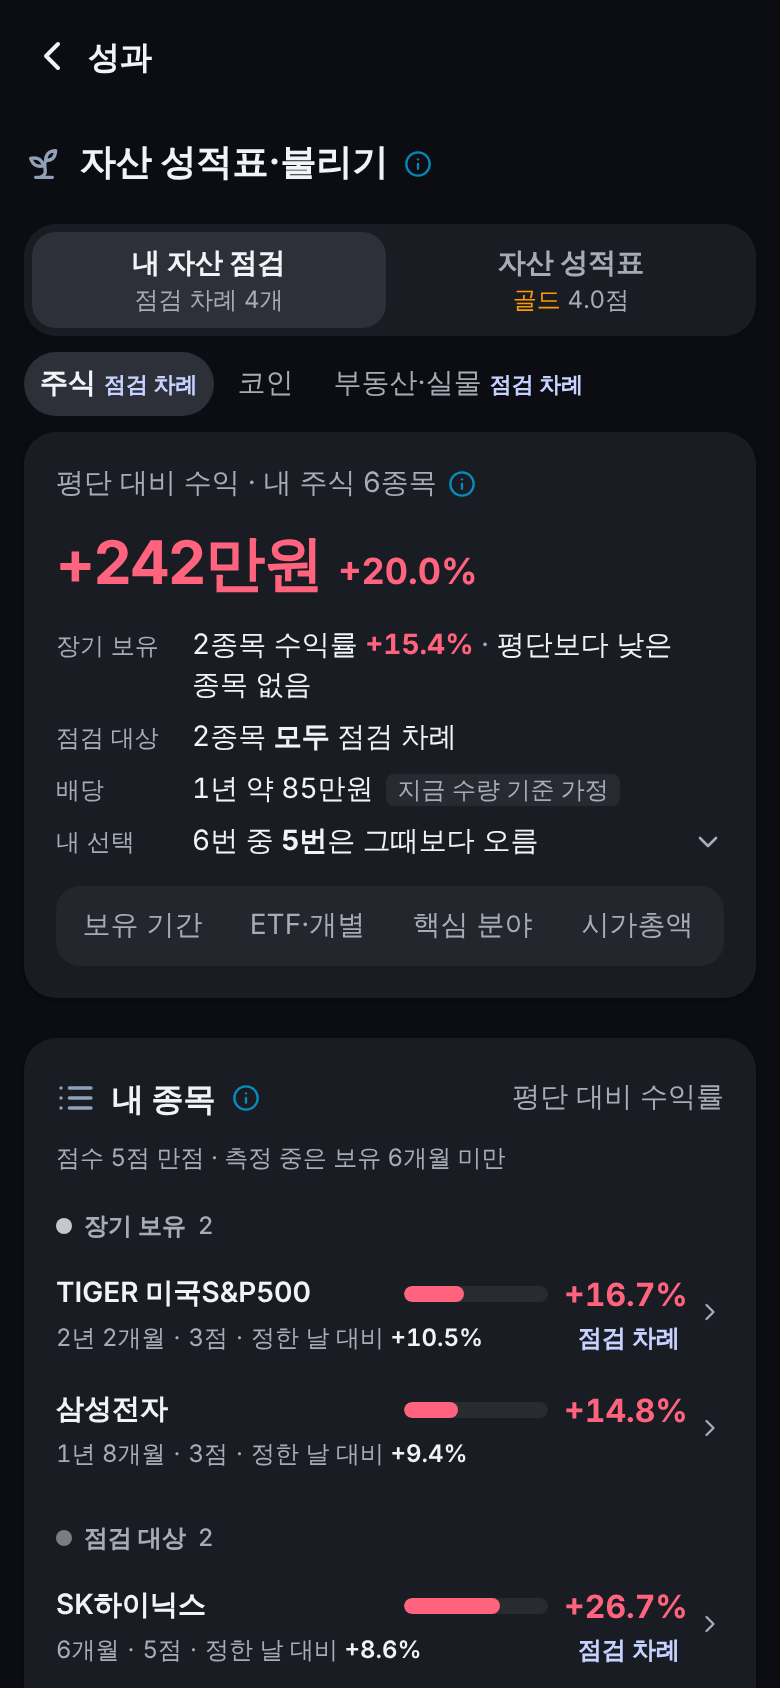 성과
자산 성적표·불리기
내 자산 점검
점검 차례 4개
자산 성적표
골드 4.0점
주식 점검 차례
코인
부동산·실물 점검 차례
평단 대비 수익 · 내 주식 6종목
+242만원 +20.0%
장기 보유 2종목 수익률 +15.4% · 평단보다 낮은
종목 없음
점검 대상 2종목 모두 점검 차례
배당 1년 약 85만원 지금 수량 기준 가정
내 선택 6번 중 5번은 그때보다 오름
보유 기간 ETF·개별 핵심 분야 시가총액
내 종목 평단 대비 수익률
점수 5점 만점 · 측정 중은 보유 6개월 미만
장기 보유 2
TIGER 미국S&P500 +16.7%
2년 2개월 · 3점 · 정한 날 대비 +10.5% 점검 차례
삼성전자 +14.8%
1년 8개월 · 3점 · 정한 날 대비 +9.4%
점검 대상 2
SK하이닉스 +26.7%
6개월 · 5점 · 정한 날 대비 +8.6% 점검 차례